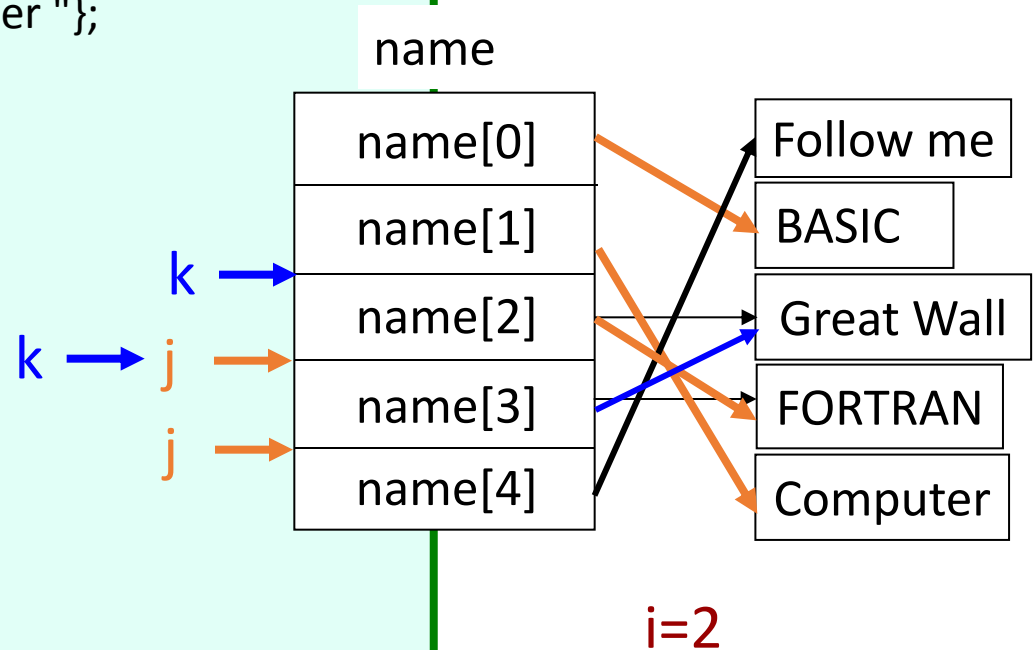 er "};
name
name[0]
name[1]
name[2]
name[3]
name[4]
k
k
j
j
Follow me
BASIC
Great Wall
FORTRAN
Computer
i=2